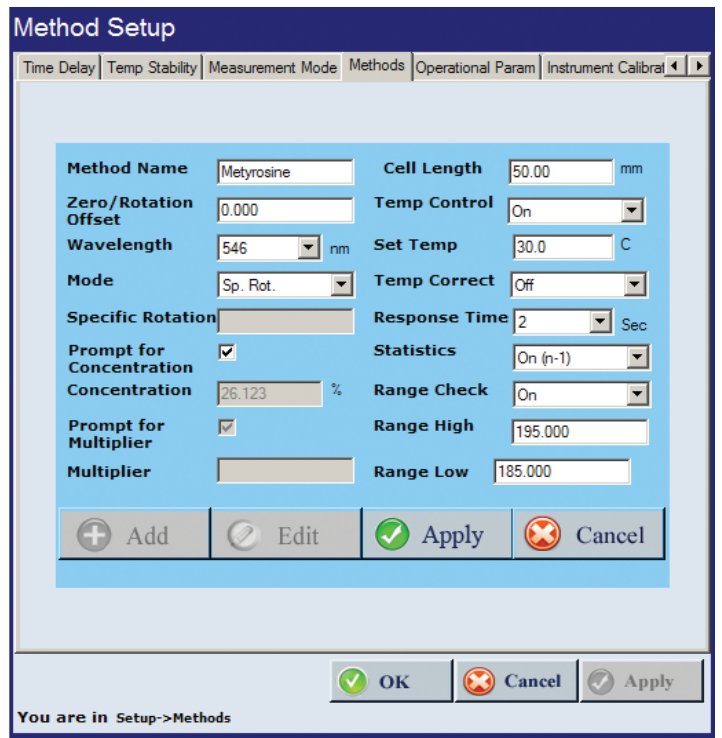 Method Setup
Time Delay Temp Stability Measurement Mode Methods Operational Param Instrument Calibrat
Method Name Metyrosine Cell Length 50.00 mm
Zero/Rotation Offset 0.000 Temp Control On
Wavelength 546 nm Set Temp 30.0 C
Mode Sp. Rot. Temp Correct Off
Specific Rotation Response Time 2 Sec
Prompt for Concentration Statistics On (n-1)
Concentration 26.123 % Range Check On
Prompt for Multiplier Range High 195.000
Multiplier Range Low 185.000
Add Edit Apply Cancel
OK Cancel Apply
You are in Setup->Methods